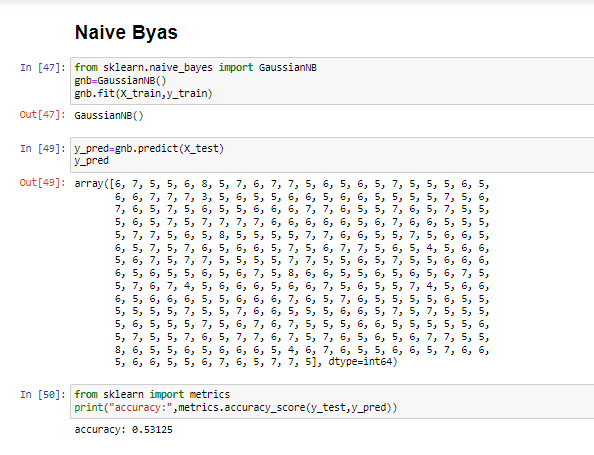 Naive Byas
In [47]: from sklearn.naive_bayes import GaussianNB
gnb=GaussianNB()
gnb.fit(X_train,y_train)
Out[47]: GaussianNB()
In [49]: y_pred=gnb.predict(X_test)
y_pred
Out[49]: array([6, 7, 5, 5, 6, 8, 5, 7, 6, 7, 7, 5, 6, 5, 6, 5, 7, 5, 5, 5, 6, 5,
6, 6, 7, 7, 7, 3, 5, 6, 5, 5, 6, 6, 5, 6, 6, 5, 5, 5, 5, 7, 5, 6,
7, 6, 5, 7, 5, 6, 5, 5, 6, 6, 6, 7, 7, 5, 5, 5, 7, 6, 5, 7, 5, 5,
5, 6, 5, 7, 5, 7, 7, 7, 7, 6, 6, 6, 6, 6, 5, 6, 7, 6, 6, 5, 5, 5,
5, 7, 7, 5, 6, 5, 8, 5, 5, 5, 5, 7, 7, 6, 6, 5, 5, 7, 5, 6, 6, 5,
6, 5, 7, 5, 7, 6, 5, 6, 6, 5, 7, 5, 6, 7, 7, 5, 6, 5, 4, 5, 6, 6,
5, 6, 7, 5, 7, 7, 5, 5, 5, 5, 7, 7, 5, 5, 6, 5, 7, 5, 5, 6, 6, 6,
6, 5, 6, 5, 5, 6, 5, 6, 7, 5, 8, 6, 6, 5, 5, 6, 5, 6, 5, 6, 7, 5,
5, 7, 6, 7, 4, 5, 6, 6, 6, 5, 6, 6, 7, 5, 6, 5, 5, 7, 4, 5, 6, 6,
6, 5, 6, 6, 5, 5, 6, 6, 6, 7, 6, 5, 7, 6, 5, 5, 5, 5, 6, 5, 5,
5, 5, 5, 7, 5, 5, 7, 5, 5, 6, 5, 6, 6, 5, 6, 5, 7, 5, 7, 5, 5, 5,
5, 6, 5, 5, 5, 7, 5, 6, 7, 6, 7, 5, 5, 5, 6, 6, 5, 5, 5, 5, 5, 6,
5, 7, 5, 5, 7, 6, 5, 7, 7, 6, 7, 5, 5, 7, 6, 5, 6, 5, 6, 7, 7, 5, 5,
8, 6, 5, 5, 6, 5, 6, 6, 6, 5, 4, 6, 7, 6, 5, 5, 6, 6, 5, 7, 6, 6,
5, 6, 6, 5, 5, 6, 7, 6, 5, 7, 7, 5], dtype=int64)
In [50]: from sklearn import metrics
print("accuracy:",metrics.accuracy_score(y_test,y_pred))
accuracy: 0.53125